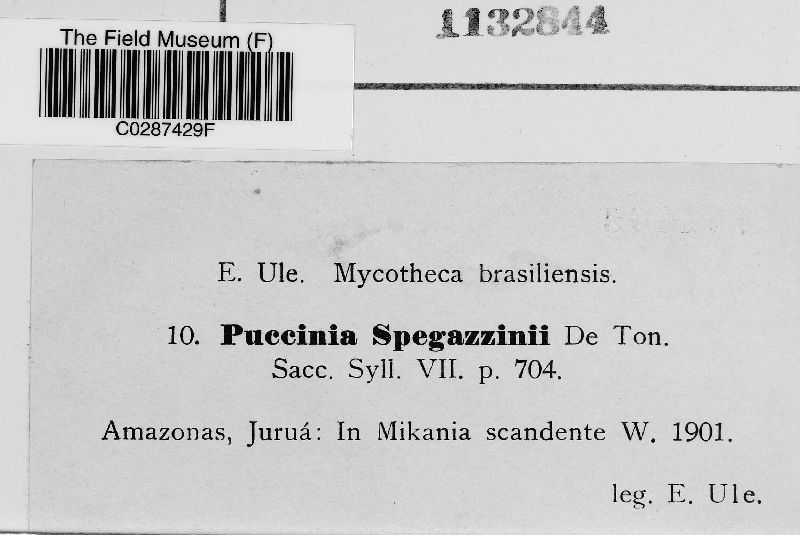 1132844
The Field Museum (F)
C0287429F
E. Ule. Mycotheca brasiliensis.
10. Puccinia Spegazzinii De Ton.
Sacc. Syll. VII. p. 704.
Amazonas, Juruá: In Mikania scandente W. 1901.
leg. E. Ule.